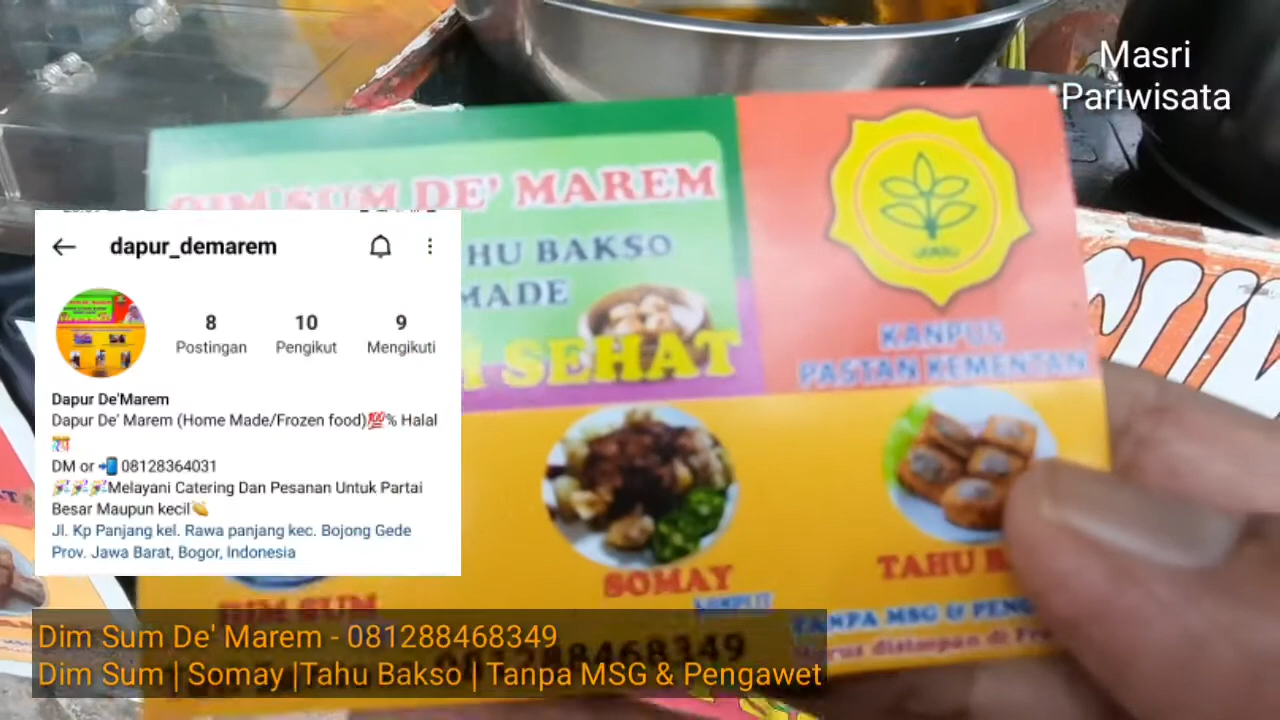 Masri
Pariwisata
DIM SUM DE' MAREM
HU BAKSO
MADE
SEHAT
KANPUS
PASTAN KEMENTAN
dapur_demarem
8 10 9
Postingan Pengikut Mengikuti
Dapur De'Marem
Dapur De' Marem (Home Made/Frozen food)💯% Halal
DM or 📲 08128364031
🎉🎉🎉Melayani Catering Dan Pesanan Untuk Partai
Besar Maupun kecil👏
Jl. Kp Panjang kel. Rawa panjang kec. Bojong Gede
Prov. Jawa Barat, Bogor, Indonesia
DIM SUM
SOMAY
TAHU
TANPA MSG & PENG
Dim Sum De' Marem - 081288468349
Dim Sum | Somay |Tahu Bakso | Tanpa MSG & Pengawet